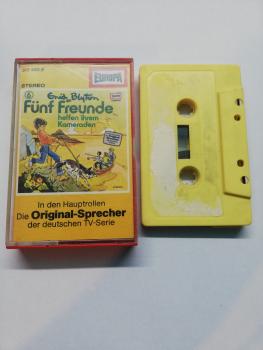 EUROPA
STEREO
Enid Blyton
6
Fünf Freunde
helfen ihrem
Kameraden
In den Hauptrollen
Die Original-Sprecher
der deutschen TV-Serie